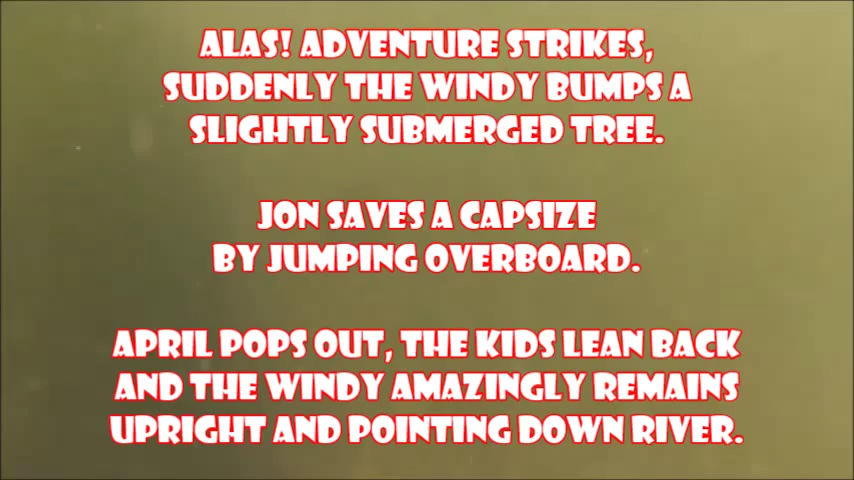 ALAS! ADVENTURE STRIKES,
SUDDENLY THE WINDY BUMPS A
SLIGHTLY SUBMERGED TREE.
JON SAVES A CAPSIZE
BY JUMPING OVERBOARD.
APRIL POPS OUT, THE KIDS LEAN BACK
AND THE WINDY AMAZINGLY REMAINS
UPRIGHT AND POINTING DOWN RIVER.